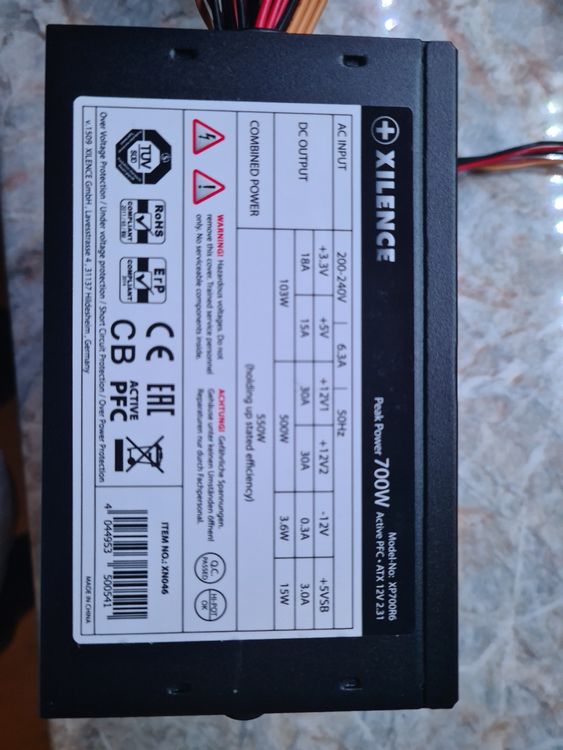 XILENCE
Model-No: XP700R6
Peak Power 700W Active PFC • ATX 12V 2.31
AC INPUT 200-240V | 6.3A | 50Hz
DC OUTPUT +3.3V +5V +12V1 +12V2 -12V +5VSB
18A 15A 30A 30A 0.3A 3.0A
103W 500W 3.6W 15W
COMBINED POWER 550W
(holding up stated efficiency)
WARNING! Hazardous voltages. Do not
remove this cover. Trained service personnel
only. No serviceable components inside.
ACHTUNG! Gefährliche Spannungen.
Gehäuse unter keinen Umständen öffnen!
Reparaturen nur durch Fachpersonal.
Q.C.
PASSED
HI-POT
OK
TÜV
SUD
RoHS
COMPLIANT
ErP
COMPLIANT
CE EAC
CB ACTIVE
PFC
ITEM NO.: XN046
4 044953 500541
Over Voltage Protection / Under voltage protection / Short Circuit Protection / Over Power Protection
v.1509 XILENCE GmbH, Lavesstrasse 4, 31137 Hildesheim, Germany
MADE IN CHINA